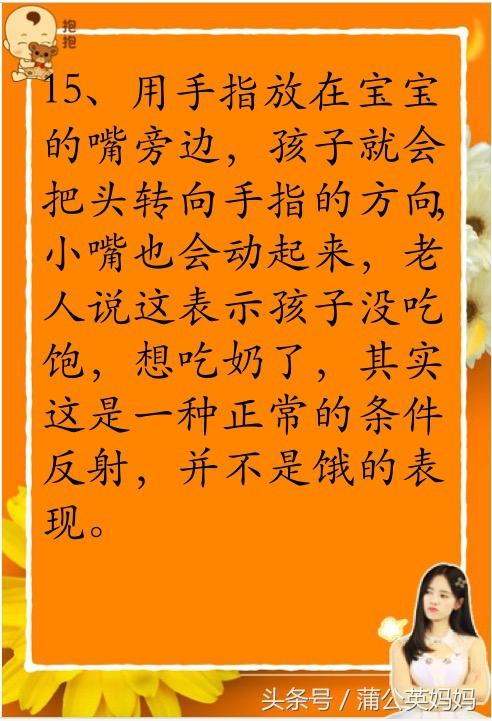 抱抱
15、用手指放在宝宝
的嘴旁边，孩子就会
把头转向手指的方向,
小嘴也会动起来，老
人说这表示孩子没吃
饱，想吃奶了，其实
这是一种正常的条件
反射，并不是饿的表
现。
头条号 / 蒲公英妈妈